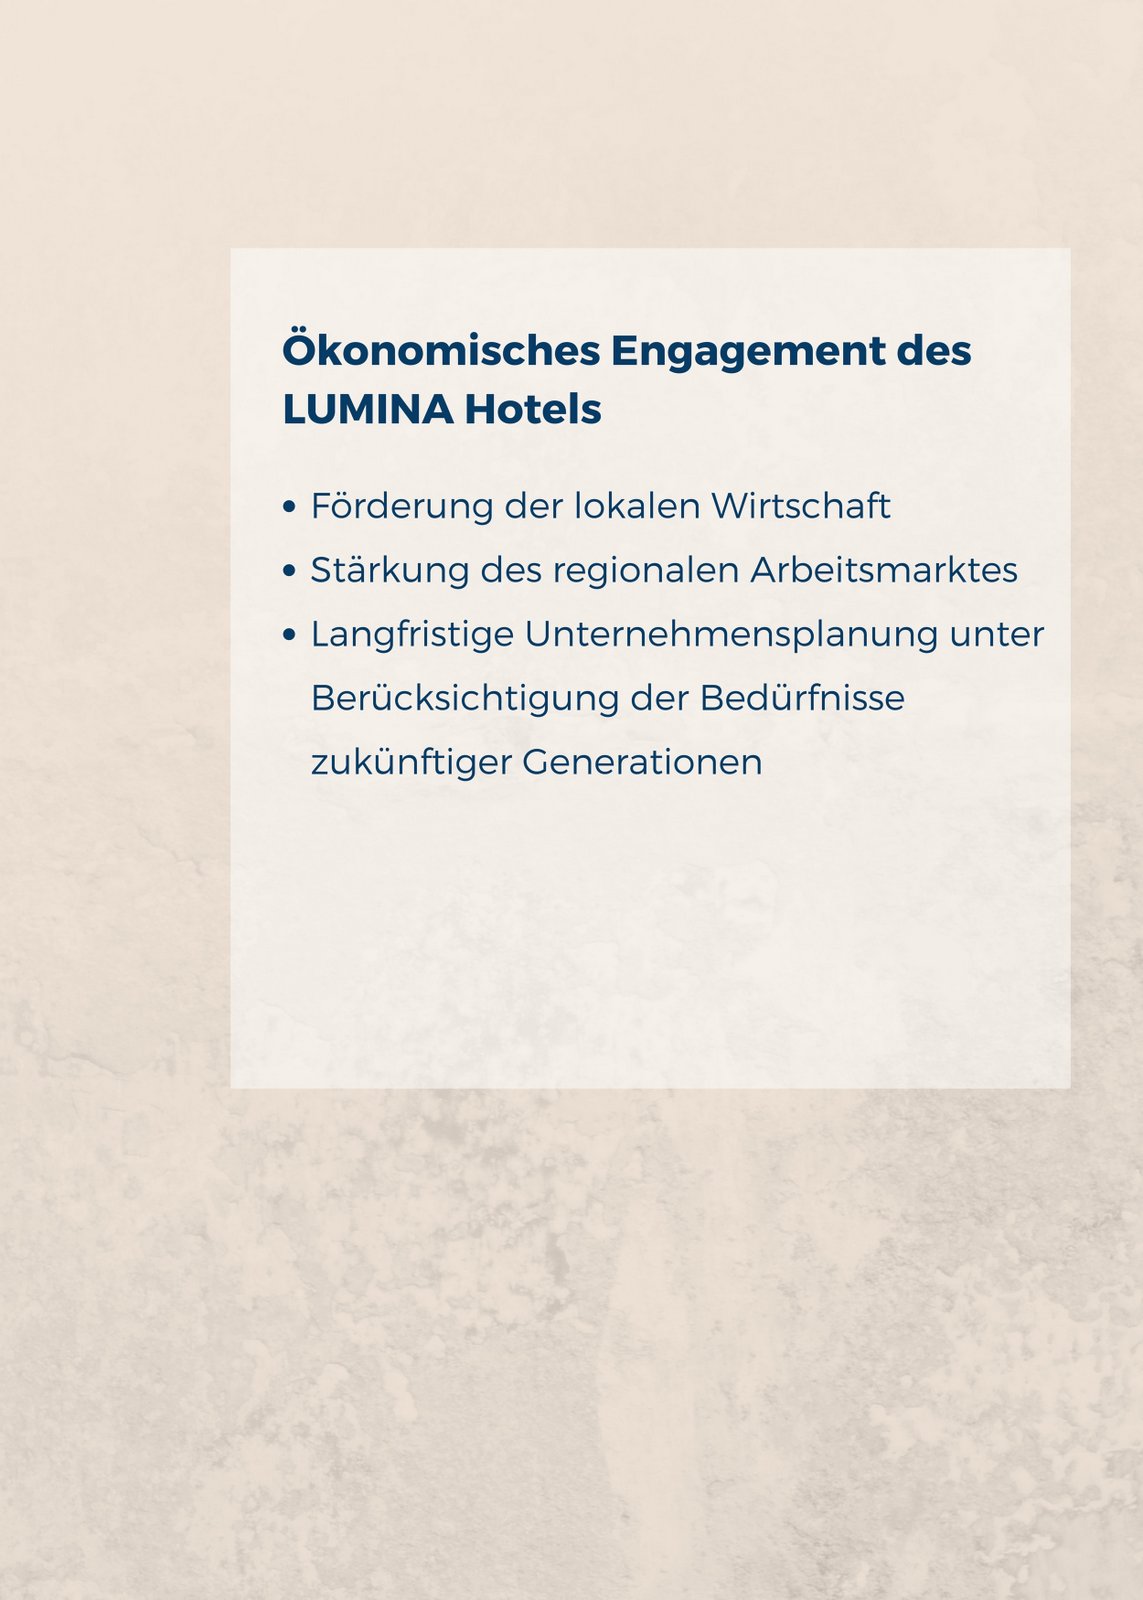 Ökonomisches Engagement des
LUMINA Hotels
• Förderung der lokalen Wirtschaft
• Stärkung des regionalen Arbeitsmarktes
• Langfristige Unternehmensplanung unter
Berücksichtigung der Bedürfnisse
zukünftiger Generationen